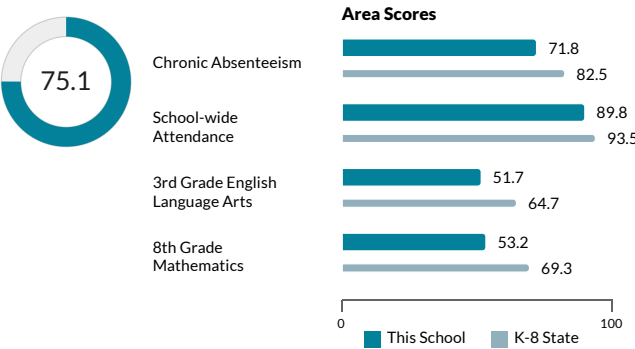 Area Scores
75.1
Chronic Absenteeism
71.8
82.5
School-wide
Attendance
89.8
93.5
3rd Grade English
Language Arts
51.7
64.7
8th Grade
Mathematics
53.2
69.3
0
100
This School
K-8 State